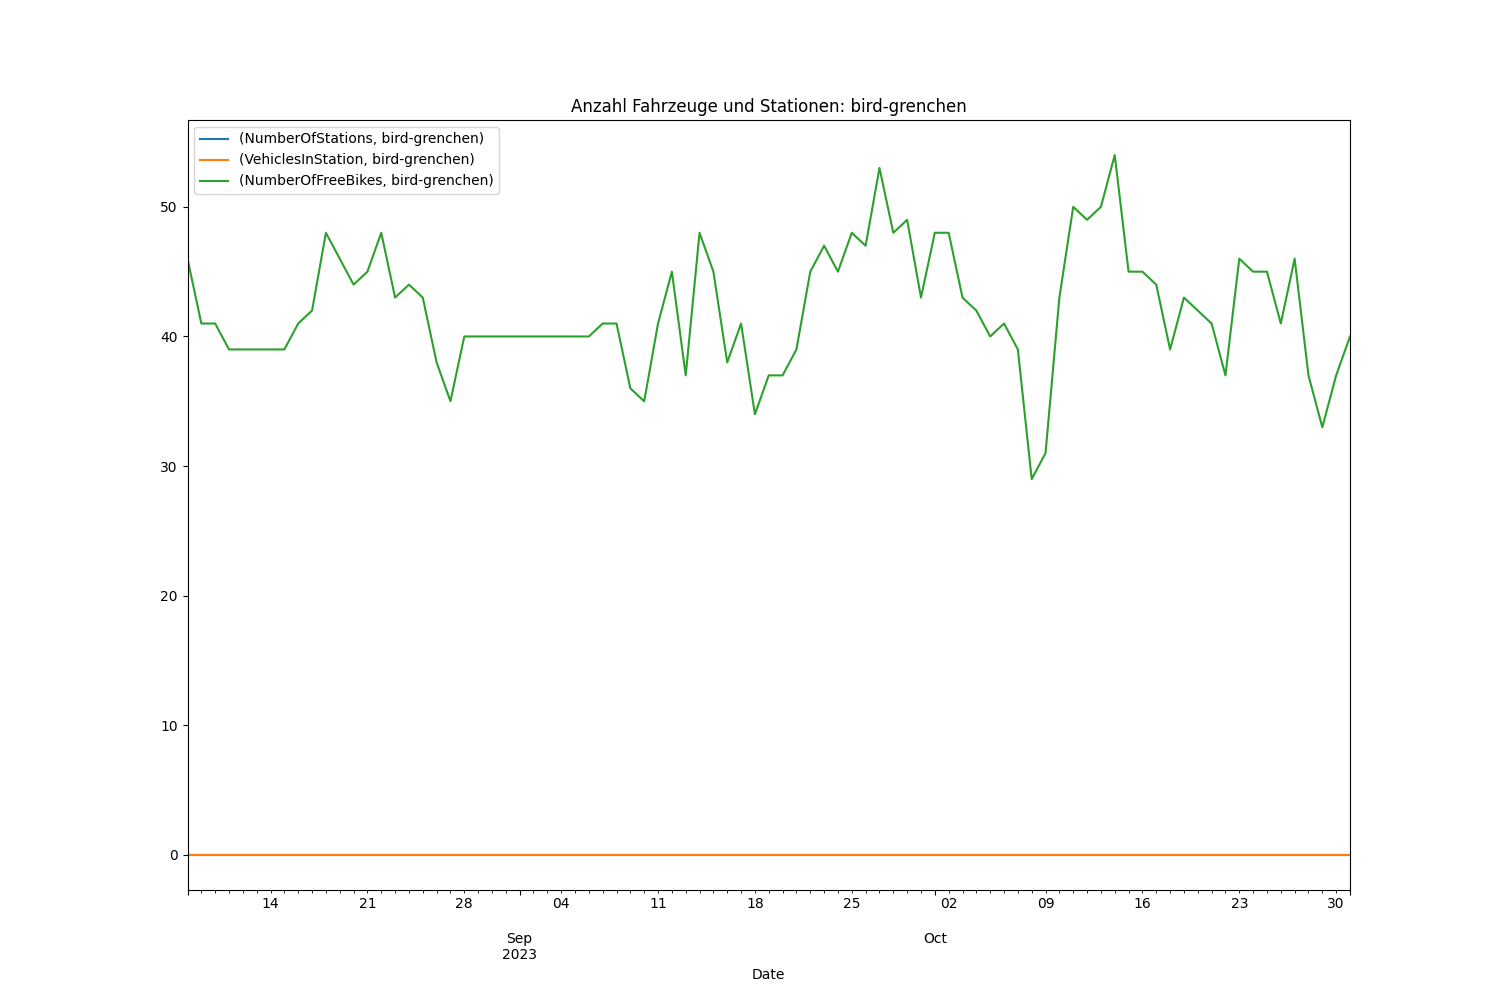 Anzahl Fahrzeuge und Stationen: bird-grenchen
(NumberOfStations, bird-grenchen)
(VehiclesInStation, bird-grenchen)
(NumberOfFreeBikes, bird-grenchen)
50
40
30
20
10
0
14 21 28 04 11 18 25 02 09 16 23 30
Sep Oct
2023
Date